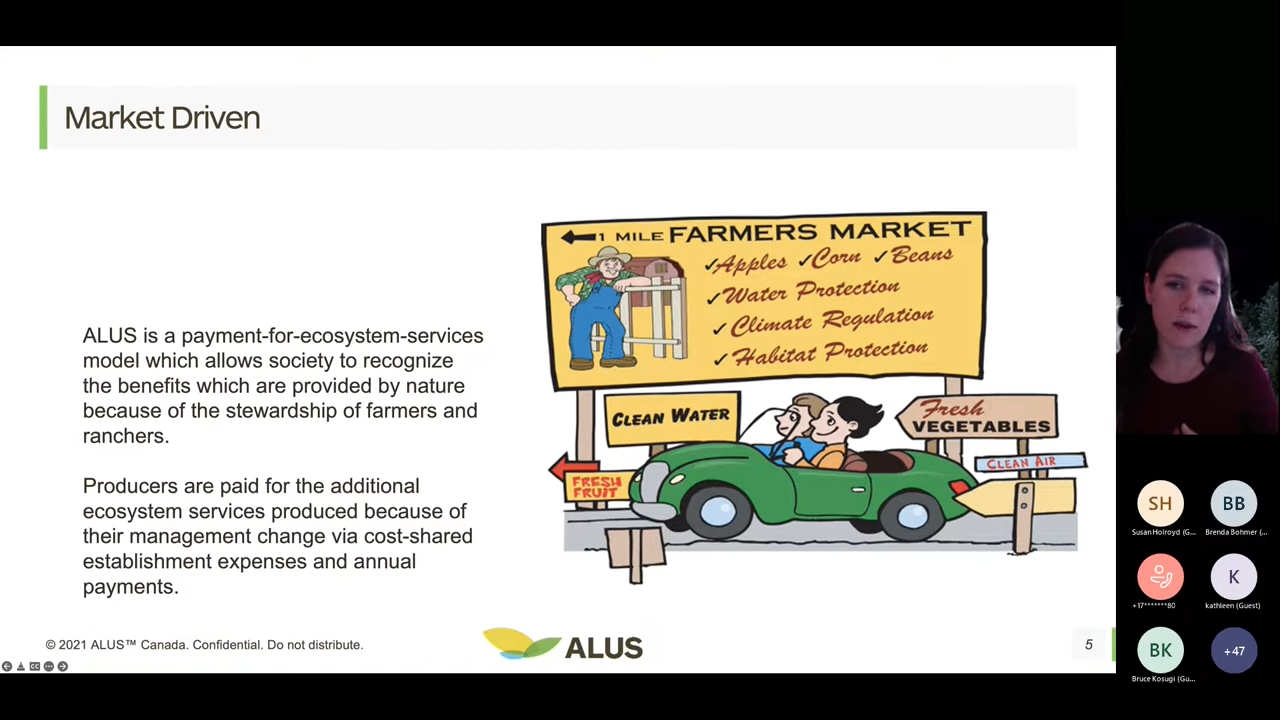 Market Driven
ALUS is a payment-for-ecosystem-services
model which allows society to recognize
the benefits which are provided by nature
because of the stewardship of farmers and
ranchers.
Producers are paid for the additional
ecosystem services produced because of
their management change via cost-shared
establishment expenses and annual
payments.
1 MILE FARMERS MARKET
✓Apples ✓Corn ✓Beans
✓Water Protection
✓Climate Regulation
✓Habitat Protection
CLEAN WATER
Fresh
VEGETABLES
CLEAN AIR
FRESH
FRUIT
© 2021 ALUS™ Canada. Confidential. Do not distribute.
ALUS
5
SH
BB
Susan Holroyd (G...
Brenda Bohmer (...
K
+17*******80
kathleen (Guest)
BK
+47
Bruce Kosugi (Gu...